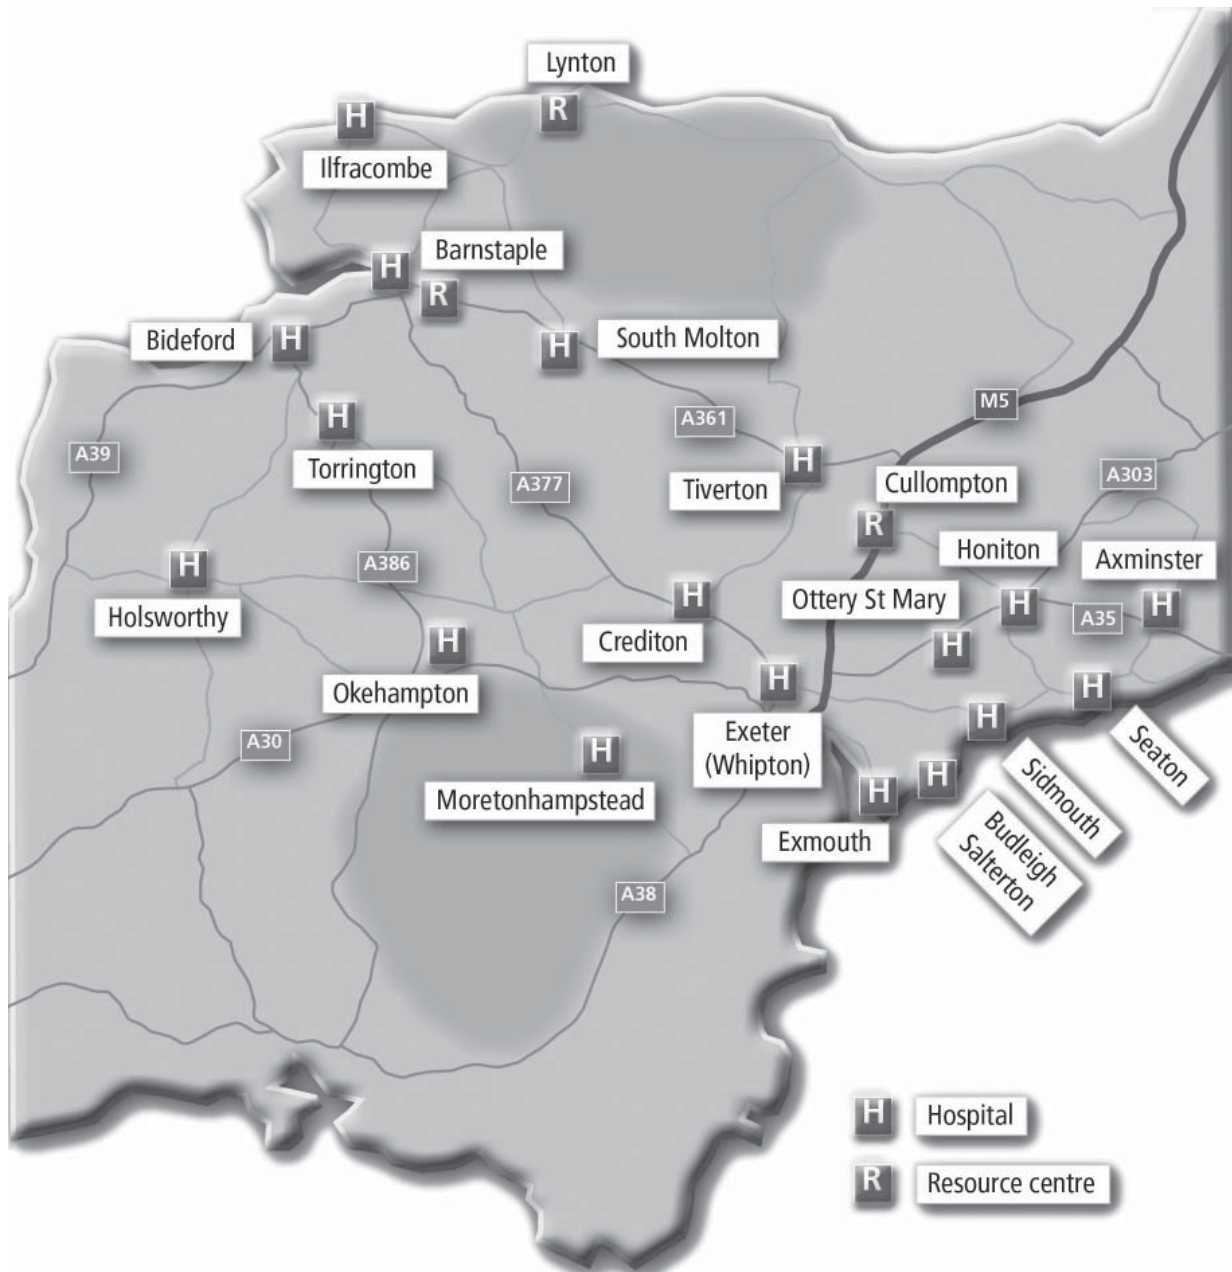 Lynton
R
H
Ilfracombe
Barnstaple
H
R
Bideford
H
South Molton
H
M5
A361
H
A39
Torrington
H
Tiverton
Cullompton
A303
A377
R
Honiton
Axminster
A386
H
Holsworthy
H
Crediton
Ottery St Mary
H
H
A35
H
H
Okehampton
H
H
Exeter
(Whipton)
H
Seaton
H
Sidmouth
A30
H
Moretonhampstead
H
Exmouth
H
Budleigh
Salterton
A38
H
Hospital
R
Resource centre